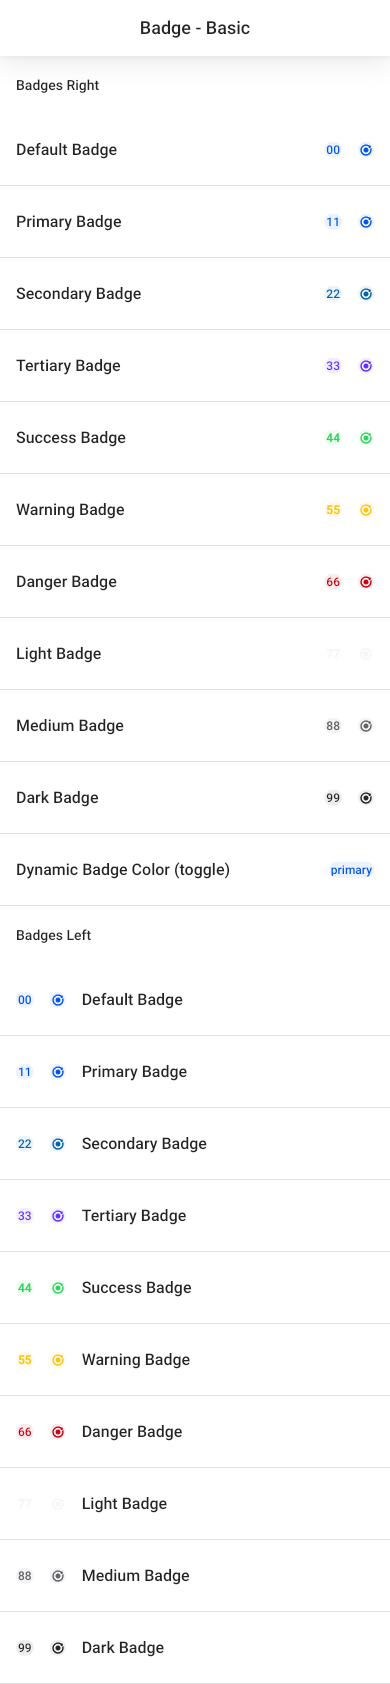 Badge - Basic
Badges Right
Default Badge 00
Primary Badge 11
Secondary Badge 22
Tertiary Badge 33
Success Badge 44
Warning Badge 55
Danger Badge 66
Light Badge 77
Medium Badge 88
Dark Badge 99
Dynamic Badge Color (toggle) primary
Badges Left
00 Default Badge
11 Primary Badge
22 Secondary Badge
33 Tertiary Badge
44 Success Badge
55 Warning Badge
66 Danger Badge
77 Light Badge
88 Medium Badge
99 Dark Badge